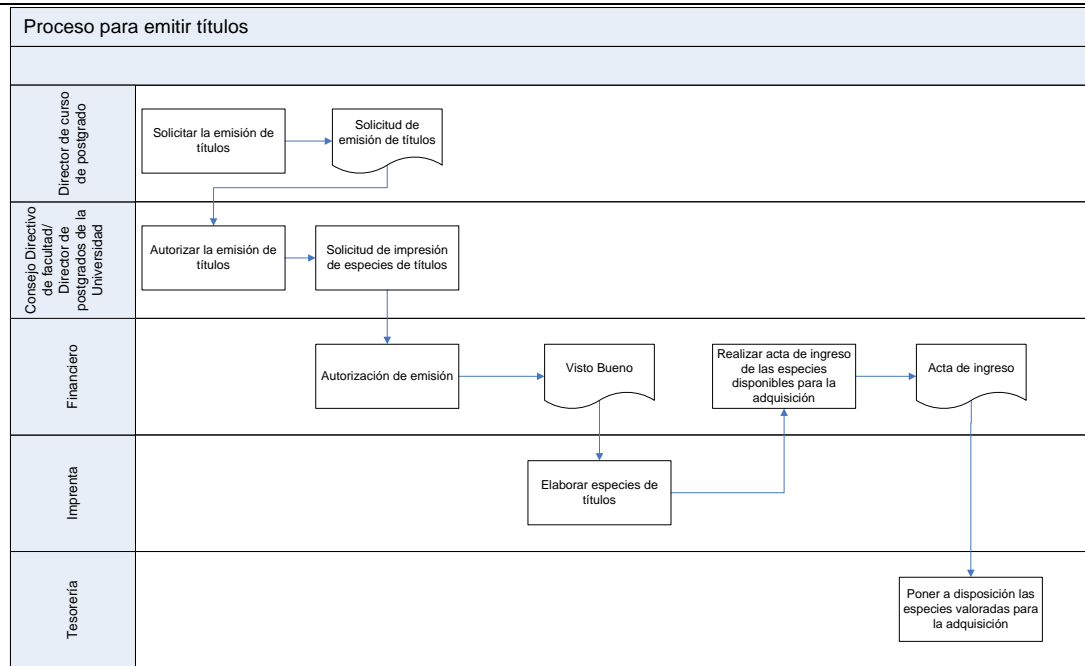 Proceso para emitir títulos
Director de curso
de postgrado
Solicitar la emisión de
títulos
Solicitud de
emisión de títulos
Consejo Directivo
de facultad/
Director de
postgrados de la
Universidad
Autorizar la emisión de
títulos
Solicitud de impresión
de especies de títulos
Financiero
Autorización de emisión
Visto Bueno
Realizar acta de ingreso
de las especies
disponibles para la
adquisición
Acta de ingreso
Imprenta
Elaborar especies de
títulos
Tesorería
Poner a disposición las
especies valoradas para
la adquisición